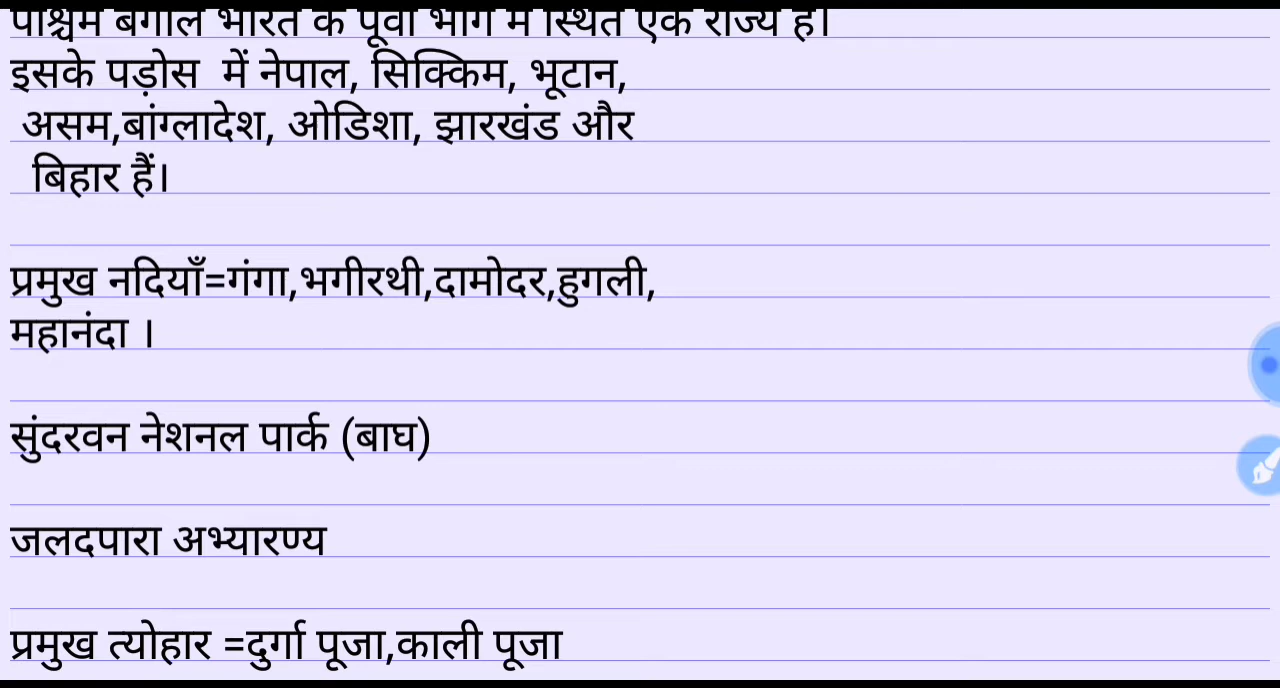 पश्चिम बंगाल भारत के पूर्वी भाग में स्थित एक राज्य है।
इसके पड़ोस में नेपाल, सिक्किम, भूटान,
असम,बांग्लादेश, ओडिशा, झारखंड और
बिहार हैं।
प्रमुख नदियाँ=गंगा,भगीरथी,दामोदर,हुगली,
महानंदा ।
सुंदरवन नेशनल पार्क (बाघ)
जलदपारा अभ्यारण्य
प्रमुख त्योहार =दुर्गा पूजा,काली पूजा